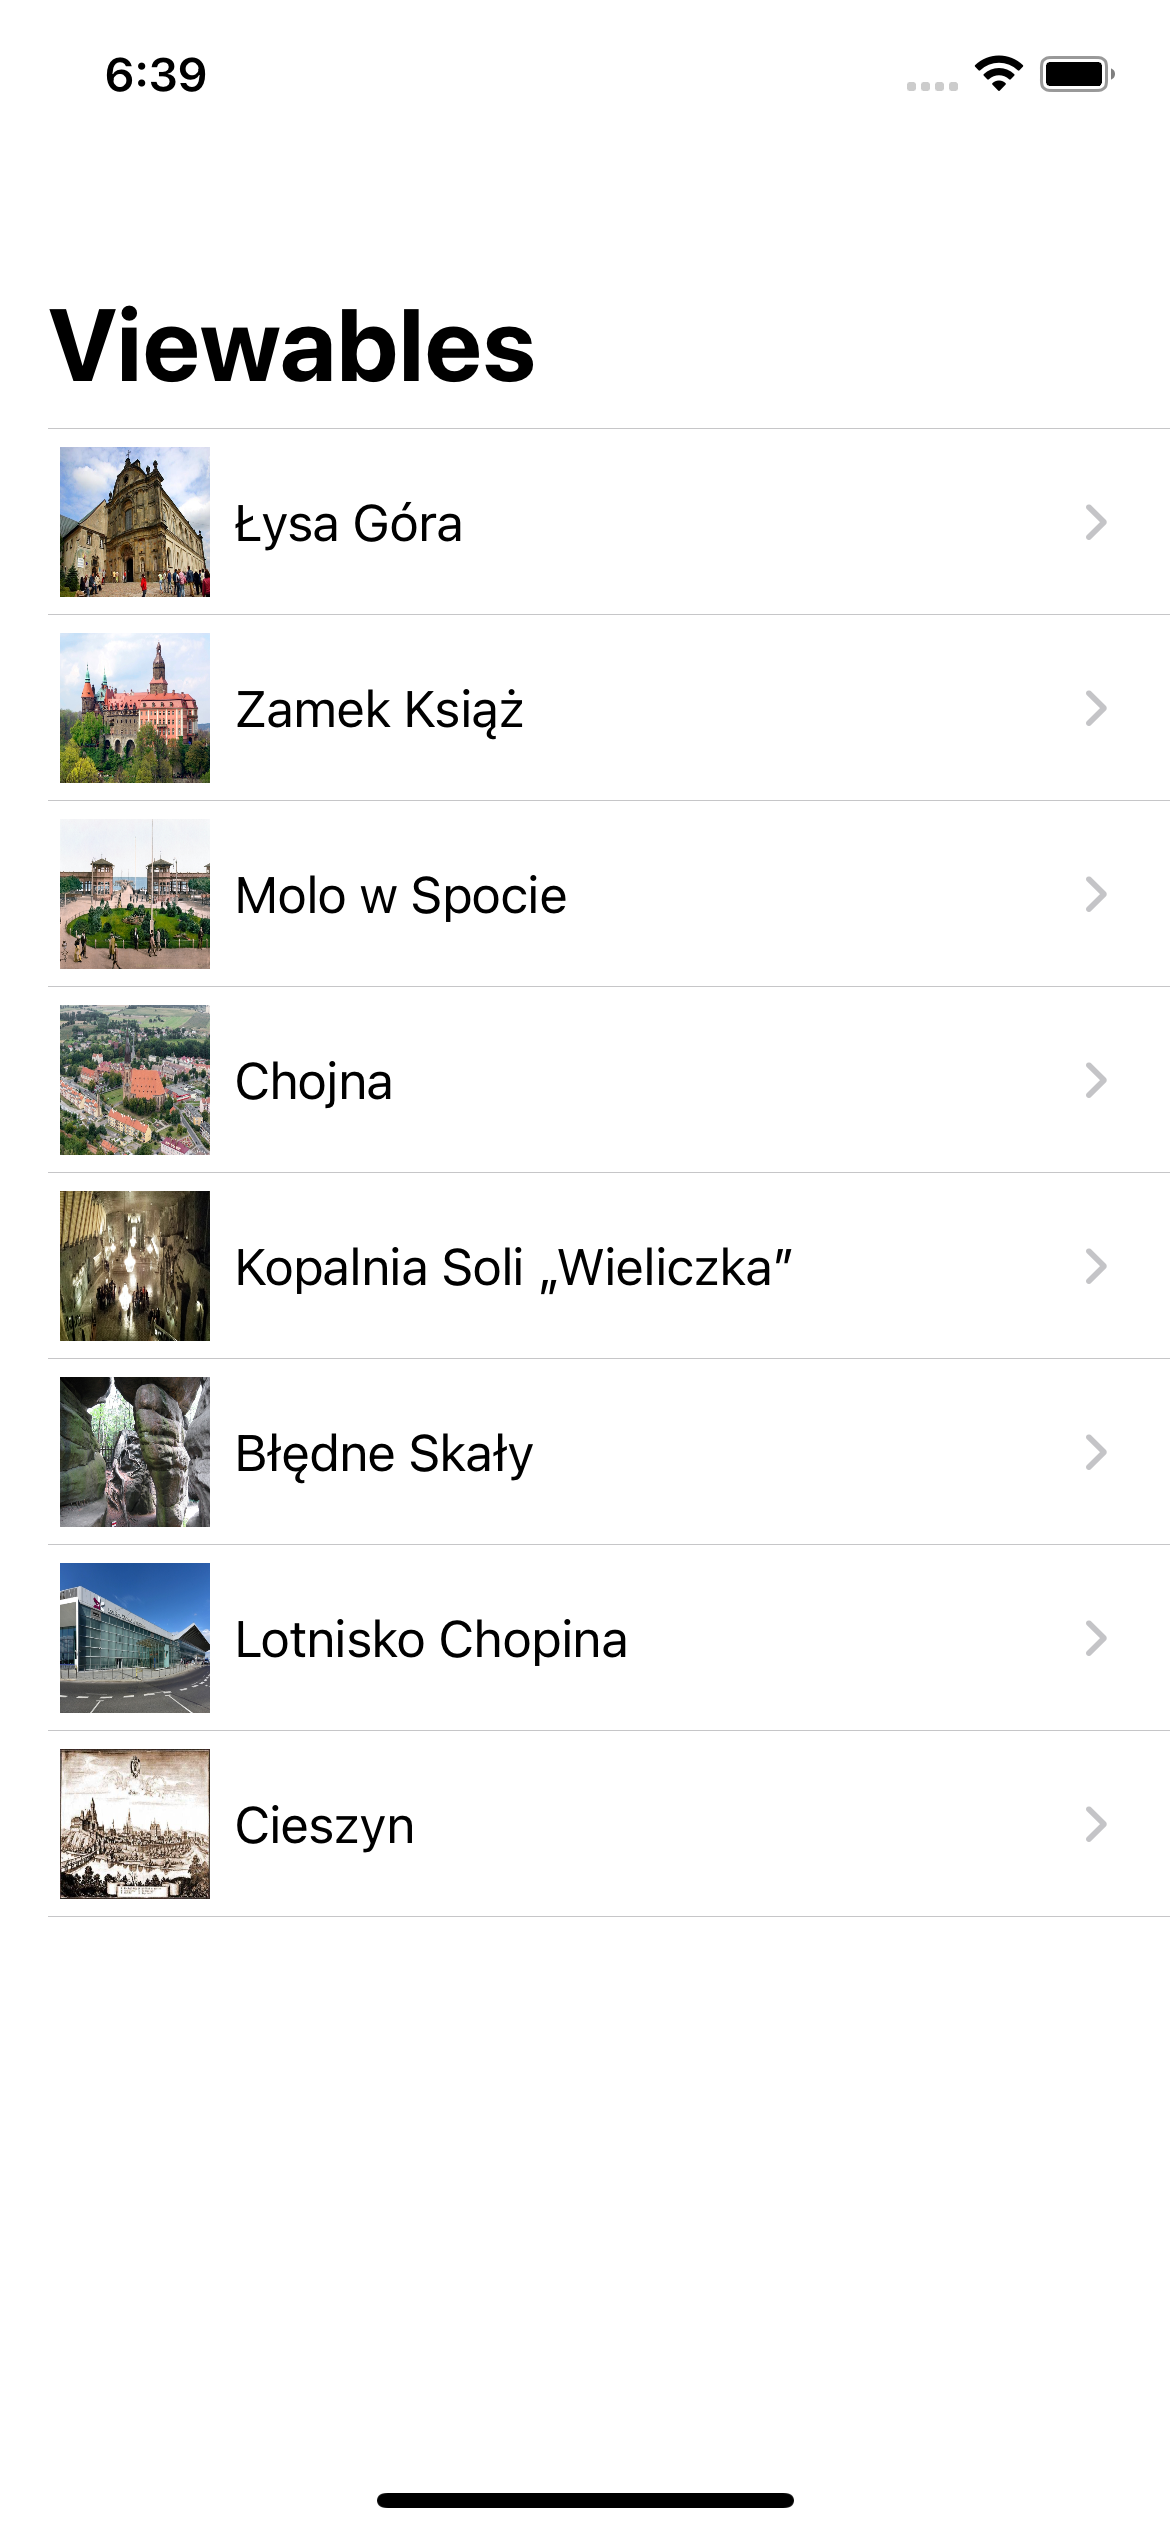 6:39
Viewables
Łysa Góra
Zamek Książ
Molo w Spocie
Chojna
Kopalnia Soli „Wieliczka”
Błędne Skały
Lotnisko Chopina
Cieszyn